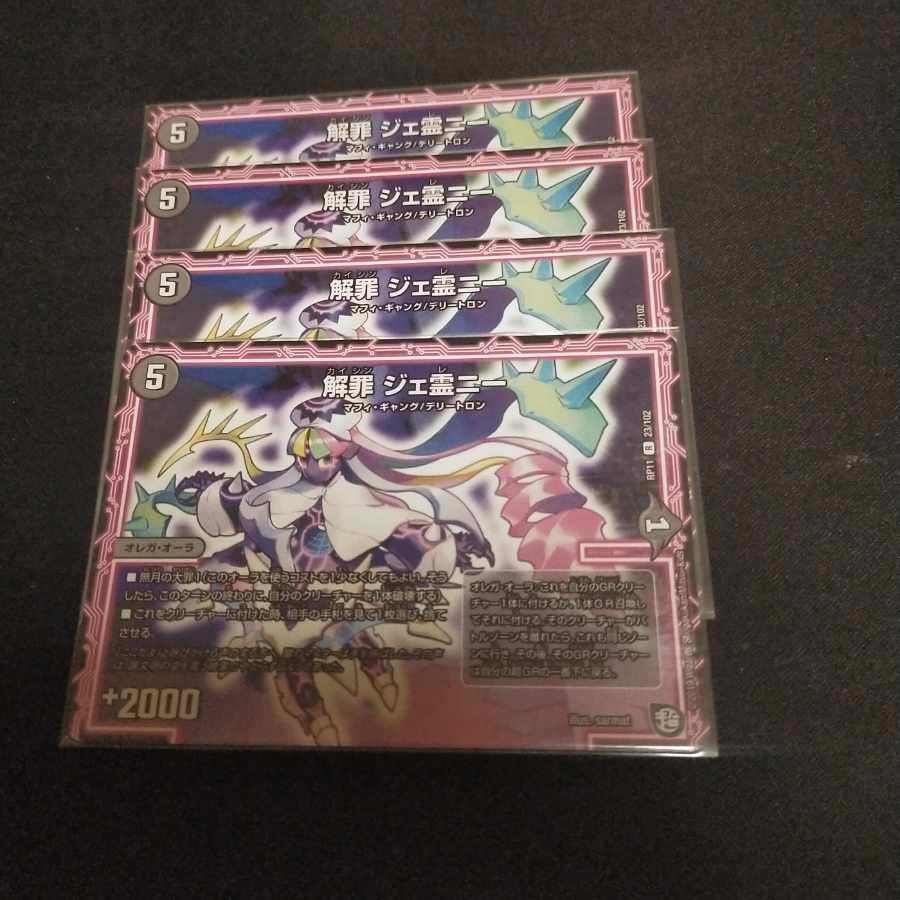 5
カイ シン レ
解罪 ジェ霊ニー
マフィ・ギャング/デリートロン
5
カイ シン レ
解罪 ジェ霊ニー
マフィ・ギャング/デリートロン
23/102
5
カイ シン レ
解罪 ジェ霊ニー
マフィ・ギャング/デリートロン
23/102
5
カイ シン レ
解罪 ジェ霊ニー
マフィ・ギャング/デリートロン
RP11 R 23/102
1
オレガ・オーラ
■ 無月の大罪1(このオーラを使うコストを1少なくしてもよい。そう
したら、このターンの終わりに、自分のクリーチャーを1体破壊する)
■ これをクリーチャーに付けた時、相手の手札を見て1枚選び、捨て
させる。
オレガ・オーラ：これを自分のGRクリー
チャー1体に付けるか、1体GR召喚し
てそれに付ける。そのクリーチャーがバ
トルゾーンを離れたら、これも同じゾー
ンに行き、その後、そのGRクリーチャー
は自分の超GRの一番下に戻る。
+2000
illus. sarmat